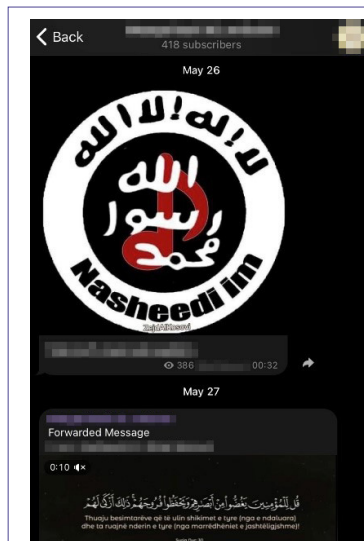 Back
418 subscribers
May 26
لا إله إلا الله
الله
رسول
محمد
Nasheedi im
386
00:32
May 27
Forwarded Message
0:10
قُل لِّلْمُؤْمِنِينَ يَغُضُّوا مِنْ أَبْصَارِهِمْ وَيَحْفَظُوا فُرُوجَهُمْ ذَٰلِكَ أَزْكَىٰ لَهُمْ
Thuaju besimtarëve që të ulin shikimet e tyre (nga e ndaluara)
dhe ta ruajnë nderin e tyre (nga marrëdhëniet e jashtëligjshme)!